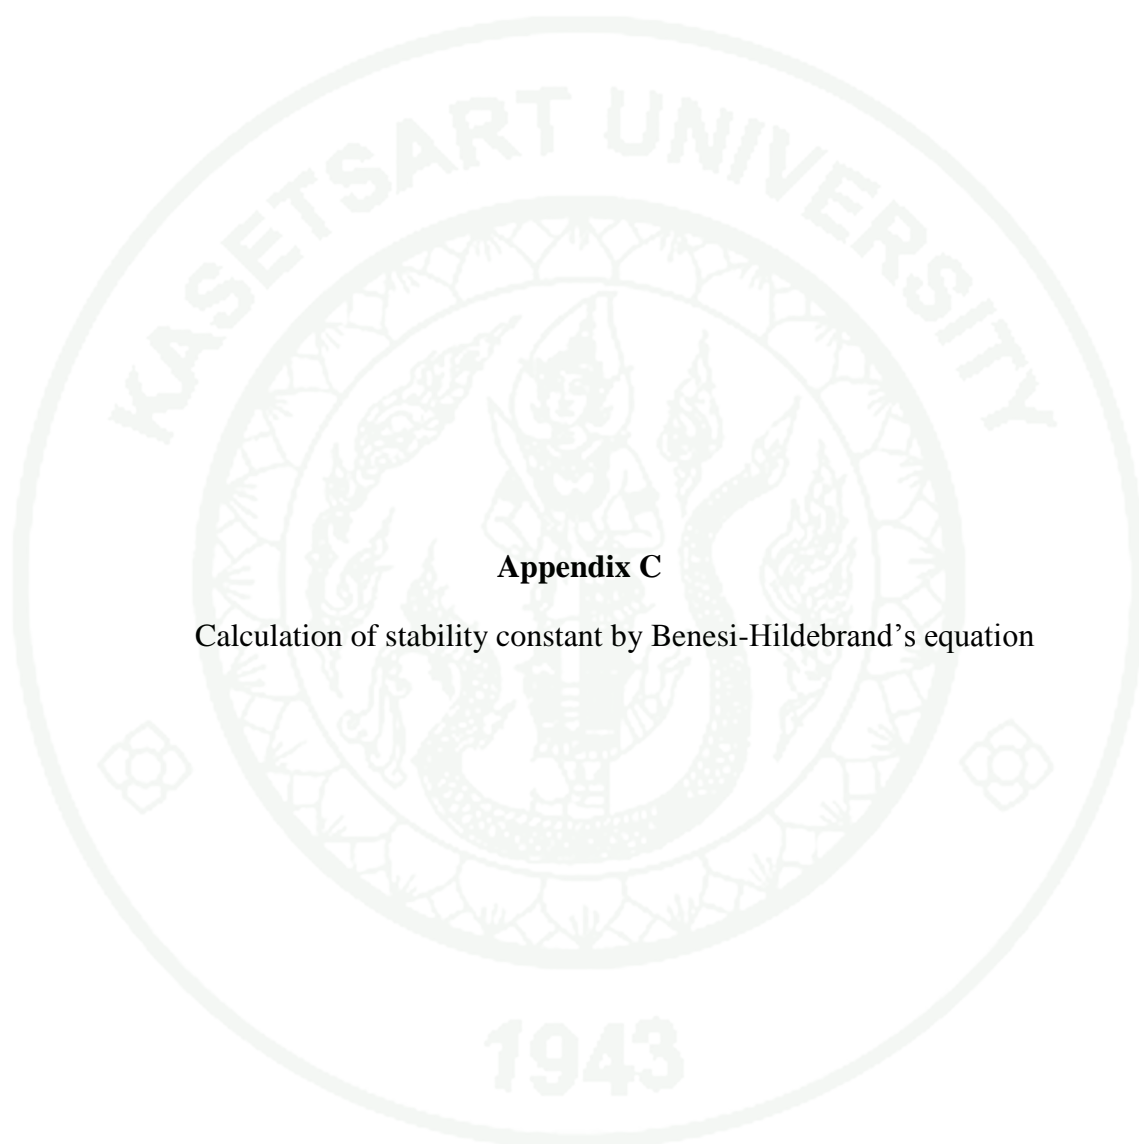 KASETSART UNIVERSITY
Appendix C
Calculation of stability constant by Benesi-Hildebrand’s equation
1943